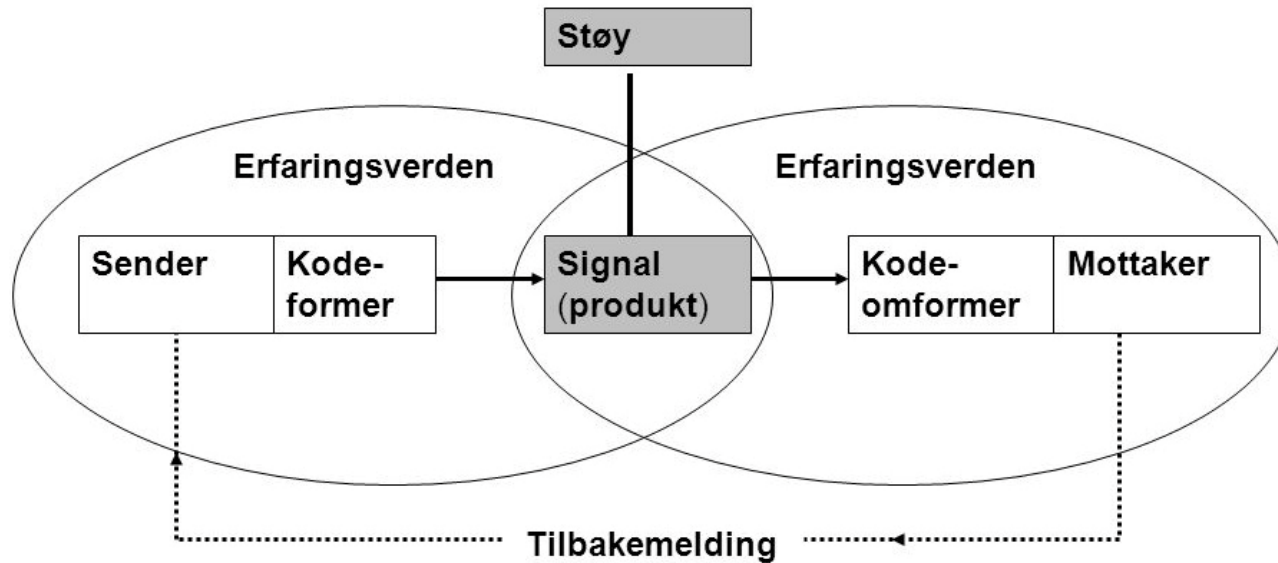 Støy
Erfaringsverden
Erfaringsverden
Sender
Kode-
former
Signal
(produkt)
Kode-
omformer
Mottaker
Tilbakemelding